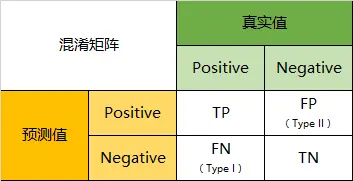 混淆矩阵
真实值
Positive
Negative
预测值
Positive
TP
FP
（Type II）
Negative
FN
（Type I）
TN